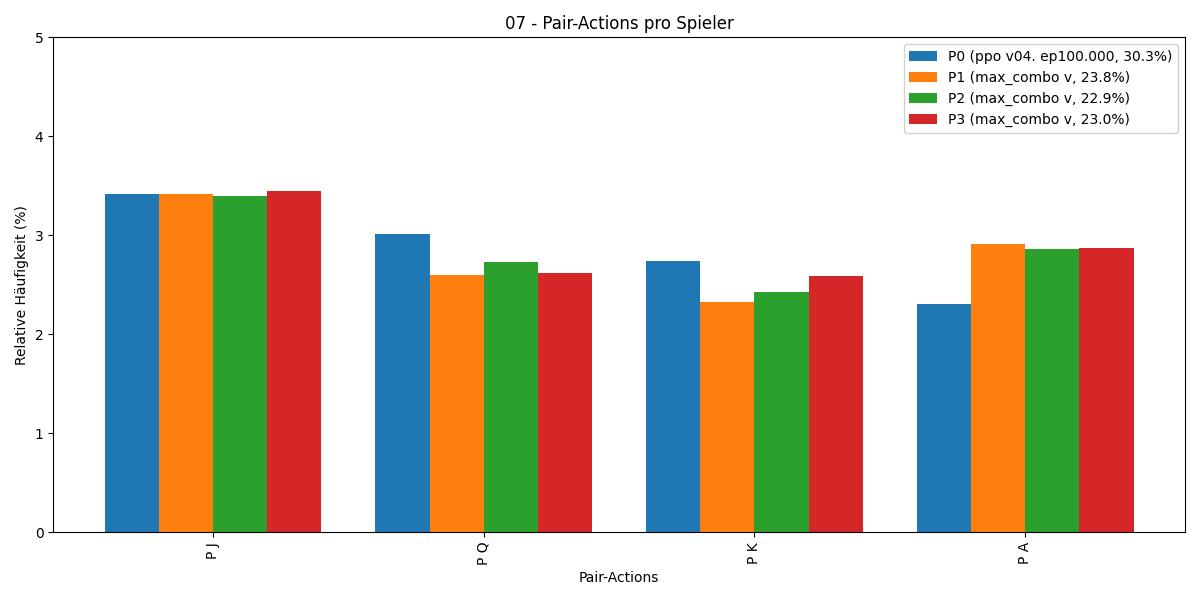 07 - Pair-Actions pro Spieler
P0 (ppo v04. ep100.000, 30.3%)
P1 (max_combo v, 23.8%)
P2 (max_combo v, 22.9%)
P3 (max_combo v, 23.0%)
Relative Häufigkeit (%)
5
4
3
2
1
0
P J
P Q
P K
P A
Pair-Actions